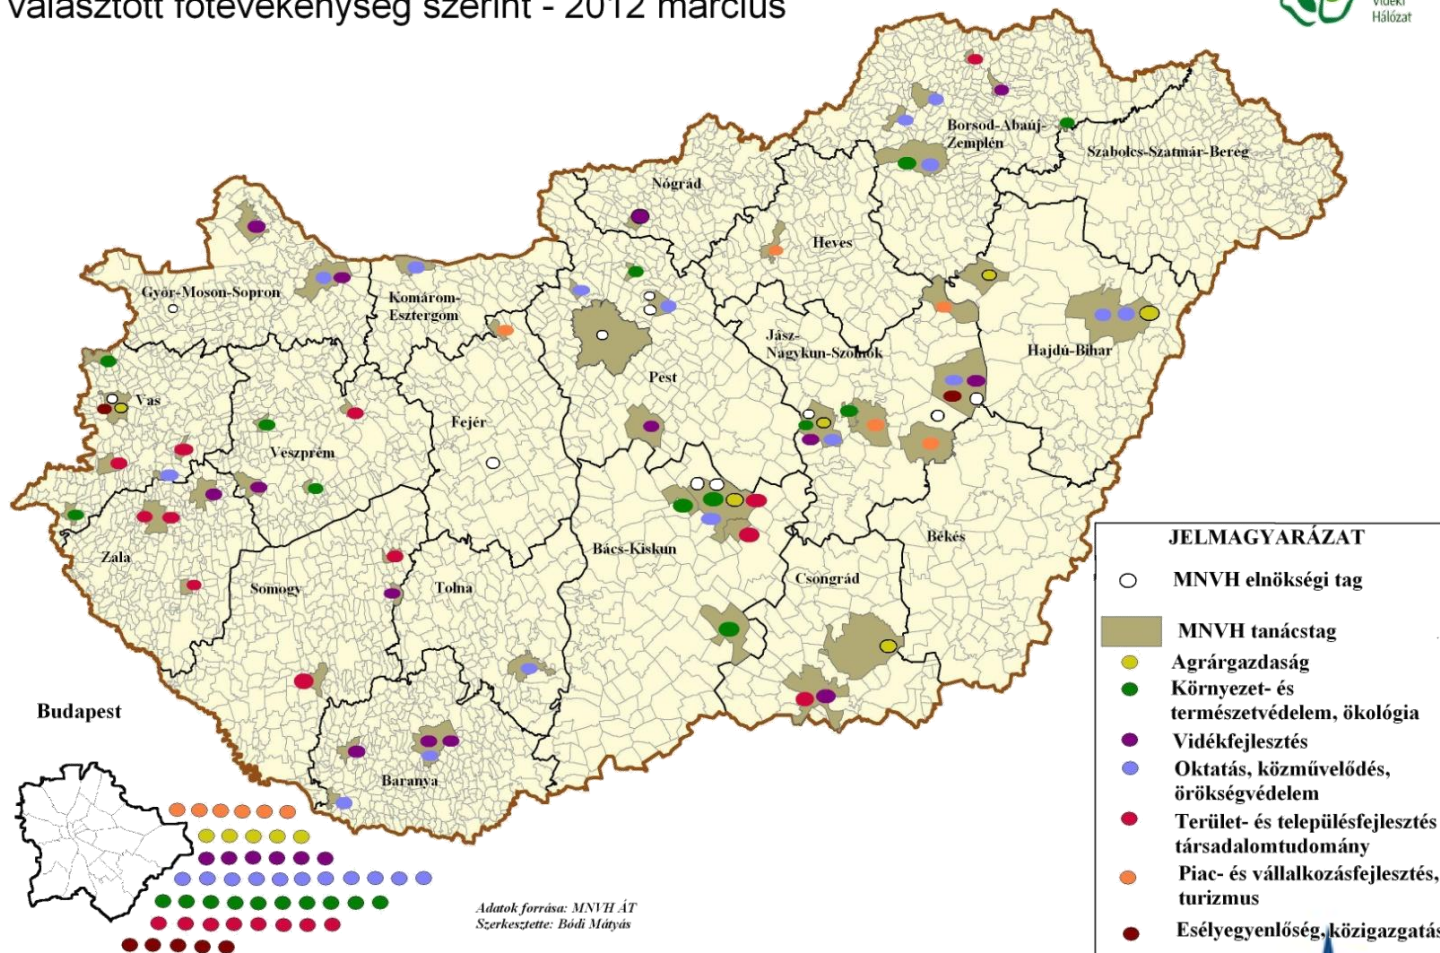 választott főtevékenység szerint - 2012 március
Vidéki
Hálózat
Borsod-Abaúj-
Zemplén
Szabolcs-Szatmár-Bereg
Nógrád
Heves
Győr-Moson-Sopron
Komárom-
Esztergom
Jász-
Nagykun-Szolnok
Hajdú-Bihar
Pest
Vas
Fejér
Veszprém
Zala
Bács-Kiskun
Békés
Somogy
Tolna
Csongrád
Baranya
Budapest
Adatok forrása: MNVH ÁT
Szerkesztette: Bódi Mátyás
JELMAGYARÁZAT
MNVH elnökségi tag
MNVH tanácstag
Agrárgazdaság
Környezet- és
természetvédelem, ökológia
Vidékfejlesztés
Oktatás, közművelődés,
örökségvédelem
Terület- és településfejlesztés
társadalomtudomány
Piac- és vállalkozásfejlesztés,
turizmus
Esélyegyenlőség, közigazgatás